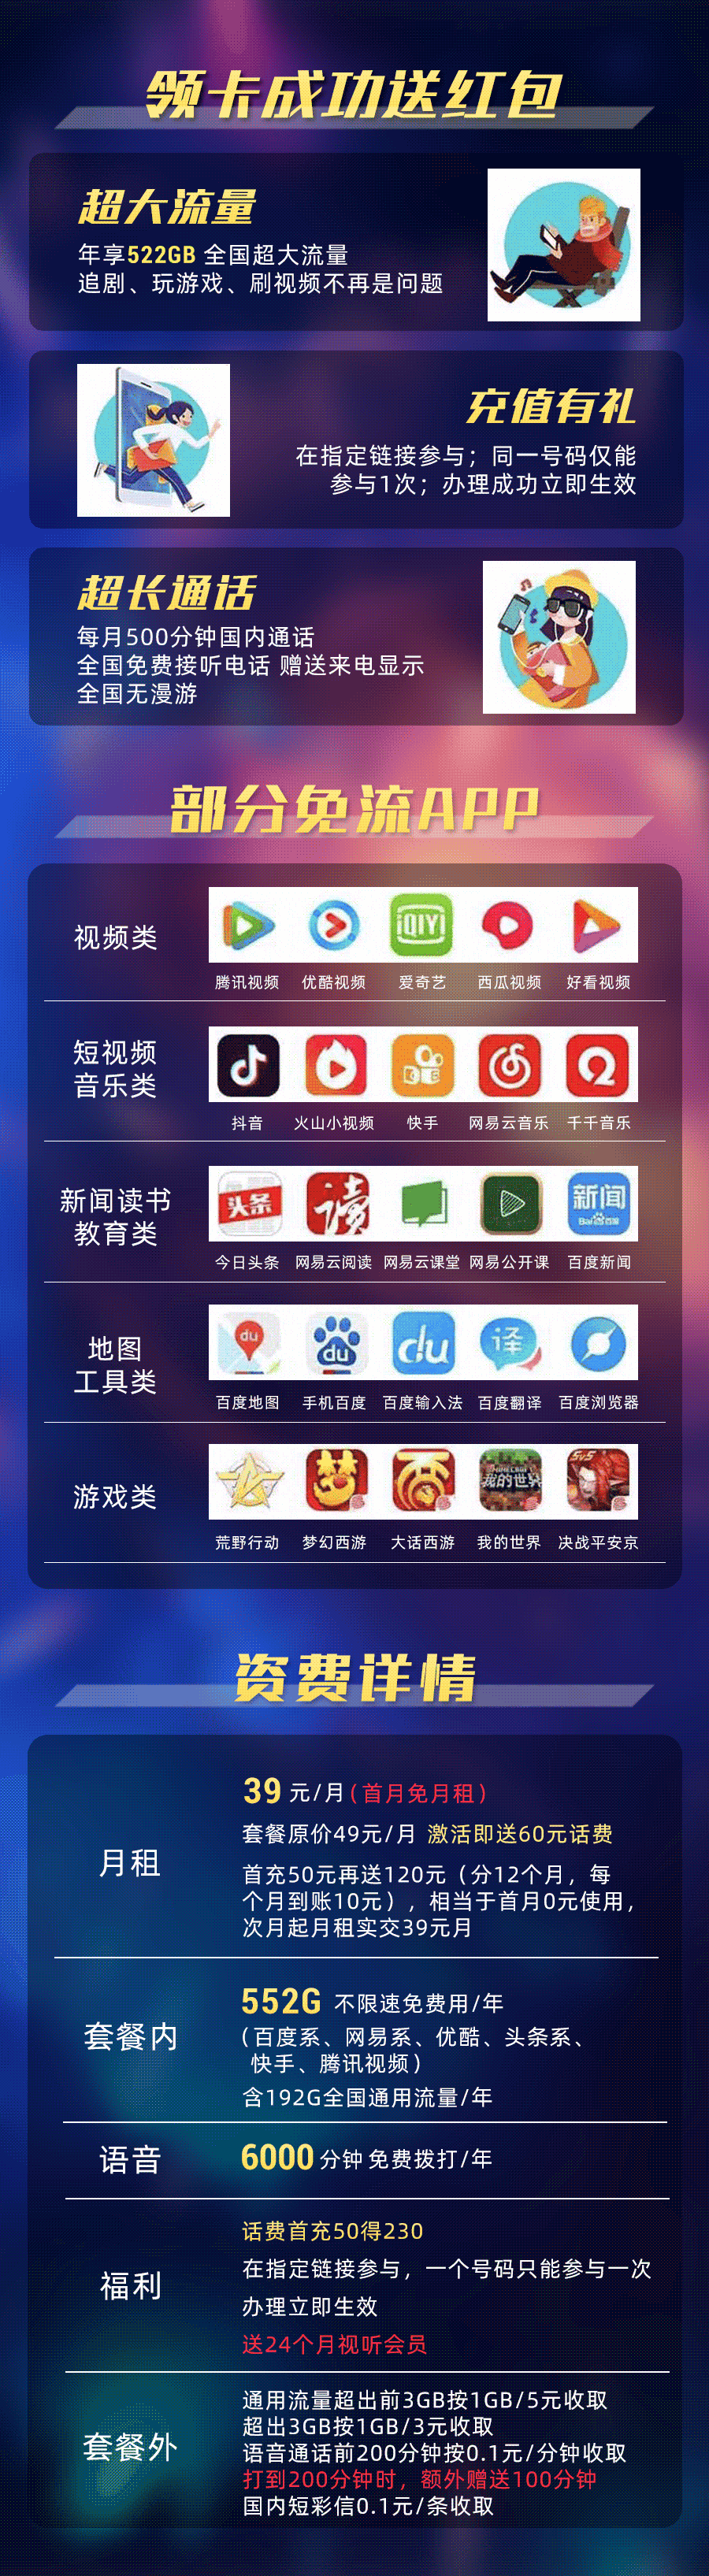 领卡成功送红包
超大流量
年享522GB 全国超大流量
追剧、玩游戏、刷视频不再是问题
充值有礼
在指定链接参与；同一号码仅能
参与1次；办理成功立即生效
超长通话
每月500分钟国内通话
全国免费接听电话 赠送来电显示
全国无漫游
部分免流APP
视频类
iQIYI
腾讯视频 优酷视频 爱奇艺 西瓜视频 好看视频
短视频
音乐类
抖音 火山小视频 快手 网易云音乐 千千音乐
新闻读书
教育类
头条 读 新闻
Bai 百度
今日头条 网易云阅读 网易云课堂 网易公开课 百度新闻
地图
工具类
du du du 译
百度地图 手机百度 百度输入法 百度翻译 百度浏览器
游戏类
梦 西 MINECRAFT 我的世界 5v5
荒野行动 梦幻西游 大话西游 我的世界 决战平安京
资费详情
月租
39 元/月（首月免月租）
套餐原价49元/月 激活即送60元话费
首充50元再送120元（分12个月，每
个月到账10元），相当于首月0元使用，
次月起月租实交39元月
套餐内
552G 不限速免费用/年
（百度系、网易系、优酷、头条系、
快手、腾讯视频）
含192G全国通用流量/年
语音
6000分钟 免费拨打/年
福利
话费首充50得230
在指定链接参与，一个号码只能参与一次
办理立即生效
送24个月视听会员
套餐外
通用流量超出前3GB按1GB/5元收取
超出3GB按1GB/3元收取
语音通话前200分钟按0.1元/分钟收取
打到200分钟时，额外赠送100分钟
国内短彩信0.1元/条收取